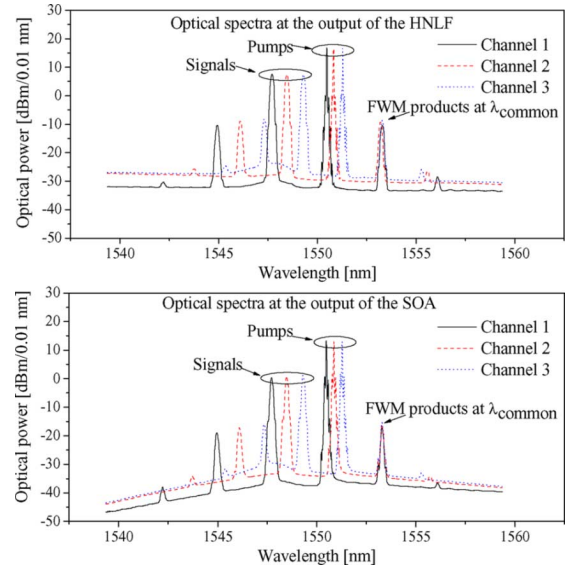 Optical spectra at the output of the HNLF
Pumps
Signals
Channel 1
Channel 2
Channel 3
FWM products at λcommon
Optical power [dBm/0.01 nm]
30
20
10
0
-10
-20
-30
-40
50
1540
1545
1550
1555
1560
Wavelength [nm]
Optical spectra at the output of the SOA
Pumps
Signals
Channel 1
Channel 2
Channel 3
FWM products at λcommon
Optical power [dBm/0.01 nm]
30
20
10
0
-10
-20
-30
-40
-50
1540
1545
1550
1555
1560
Wavelength [nm]